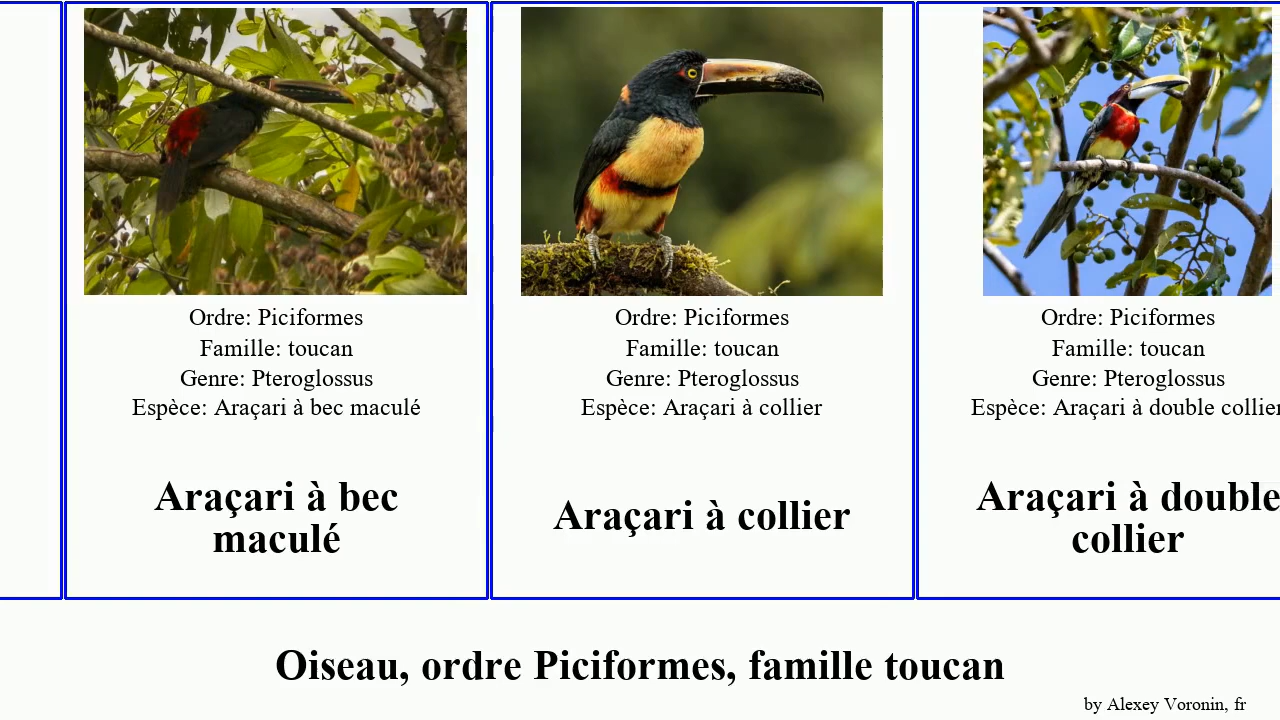 Ordre: Piciformes
Famille: toucan
Genre: Pteroglossus
Espèce: Araçari à bec maculé
Araçari à bec
maculé
Ordre: Piciformes
Famille: toucan
Genre: Pteroglossus
Espèce: Araçari à collier
Araçari à collier
Ordre: Piciformes
Famille: toucan
Genre: Pteroglossus
Espèce: Araçari à double collier
Araçari à double
collier
Oiseau, ordre Piciformes, famille toucan
by Alexey Voronin, fr